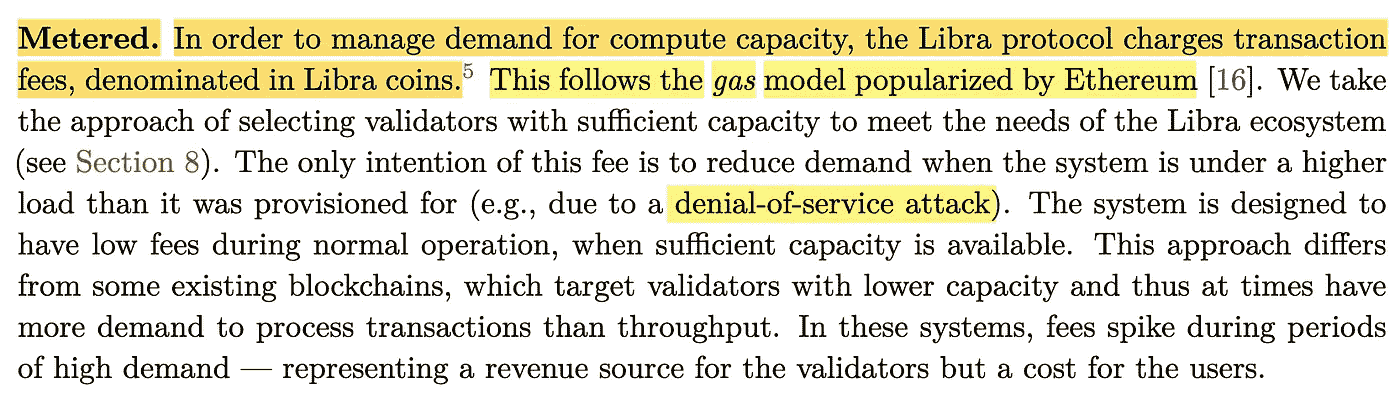 Metered. In order to manage demand for compute capacity, the Libra protocol charges transaction
fees, denominated in Libra coins.5 This follows the gas model popularized by Ethereum [16]. We take
the approach of selecting validators with sufficient capacity to meet the needs of the Libra ecosystem
(see Section 8). The only intention of this fee is to reduce demand when the system is under a higher
load than it was provisioned for (e.g., due to a denial-of-service attack). The system is designed to
have low fees during normal operation, when sufficient capacity is available. This approach differs
from some existing blockchains, which target validators with lower capacity and thus at times have
more demand to process transactions than throughput. In these systems, fees spike during periods
of high demand — representing a revenue source for the validators but a cost for the users.